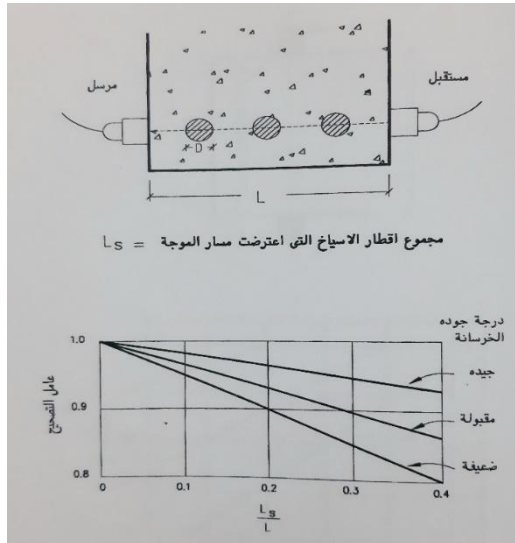 مرسل
مستقبل
D
L
مجموع اقطار الاسياخ التى اعترضت مسار الموجة = Ls
درجة جوده
الخرسانة
جيده
مقبولة
ضعيفة
عامل التصحيح
1.0
0.9
0.8
0 0.1 0.2 0.3 0.4
Ls
L